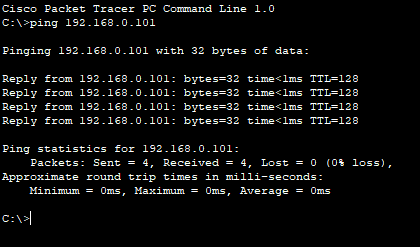 Cisco Packet Tracer PC Command Line 1.0
C:\>ping 192.168.0.101
Pinging 192.168.0.101 with 32 bytes of data:
Reply from 192.168.0.101: bytes=32 time<1ms TTL=128
Reply from 192.168.0.101: bytes=32 time<1ms TTL=128
Reply from 192.168.0.101: bytes=32 time<1ms TTL=128
Reply from 192.168.0.101: bytes=32 time<1ms TTL=128
Ping statistics for 192.168.0.101:
    Packets: Sent = 4, Received = 4, Lost = 0 (0% loss),
Approximate round trip times in milli-seconds:
    Minimum = 0ms, Maximum = 0ms, Average = 0ms
C:\>